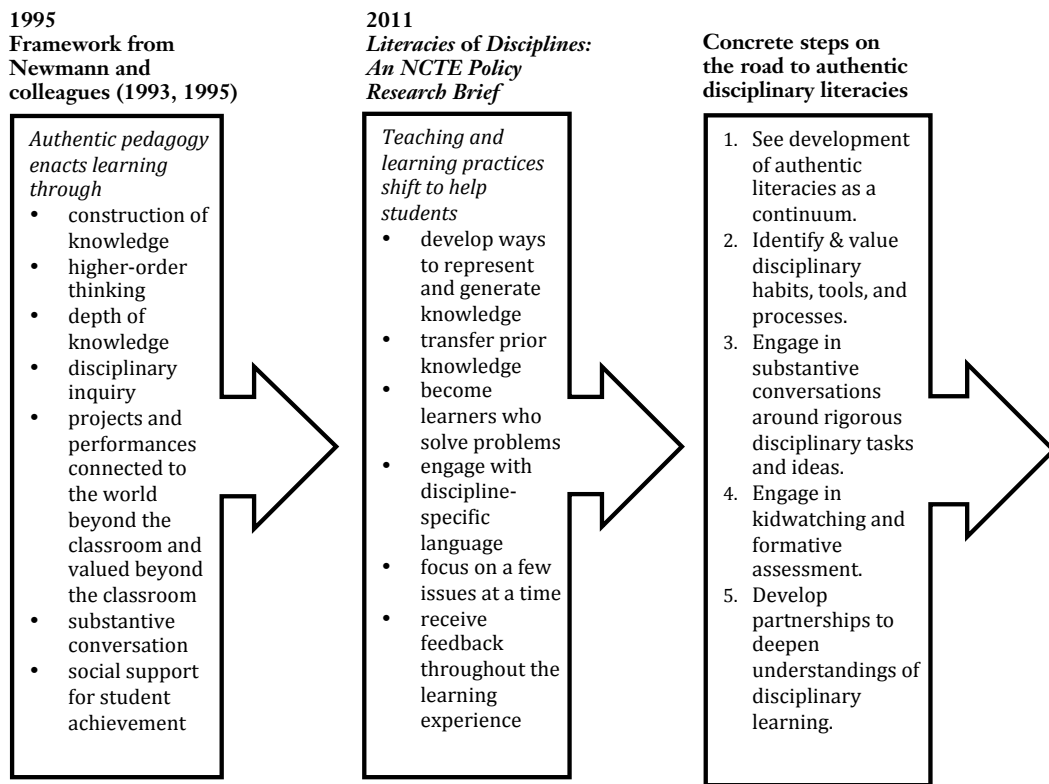 1995
Framework from
Newmann and
colleagues (1993, 1995)
Authentic pedagogy
enacts learning
through
• construction of
knowledge
• higher-order
thinking
• depth of
knowledge
• disciplinary
inquiry
• projects and
performances
connected to
the world
beyond the
classroom and
valued beyond
the classroom
• substantive
conversation
• social support
for student
achievement
2011
Literacies of Disciplines:
An NCTE Policy
Research Brief
Teaching and
learning practices
shift to help
students
• develop ways
to represent
and generate
knowledge
• transfer prior
knowledge
• become
learners who
solve problems
• engage with
discipline-
specific
language
• focus on a few
issues at a time
• receive
feedback
throughout the
learning
experience
Concrete steps on
the road to authentic
disciplinary literacies
1. See development
of authentic
literacies as a
continuum.
2. Identify & value
disciplinary
habits, tools, and
processes.
3. Engage in
substantive
conversations
around rigorous
disciplinary tasks
and ideas.
4. Engage in
kidwatching and
formative
assessment.
5. Develop
partnerships to
deepen
understandings of
disciplinary
learning.